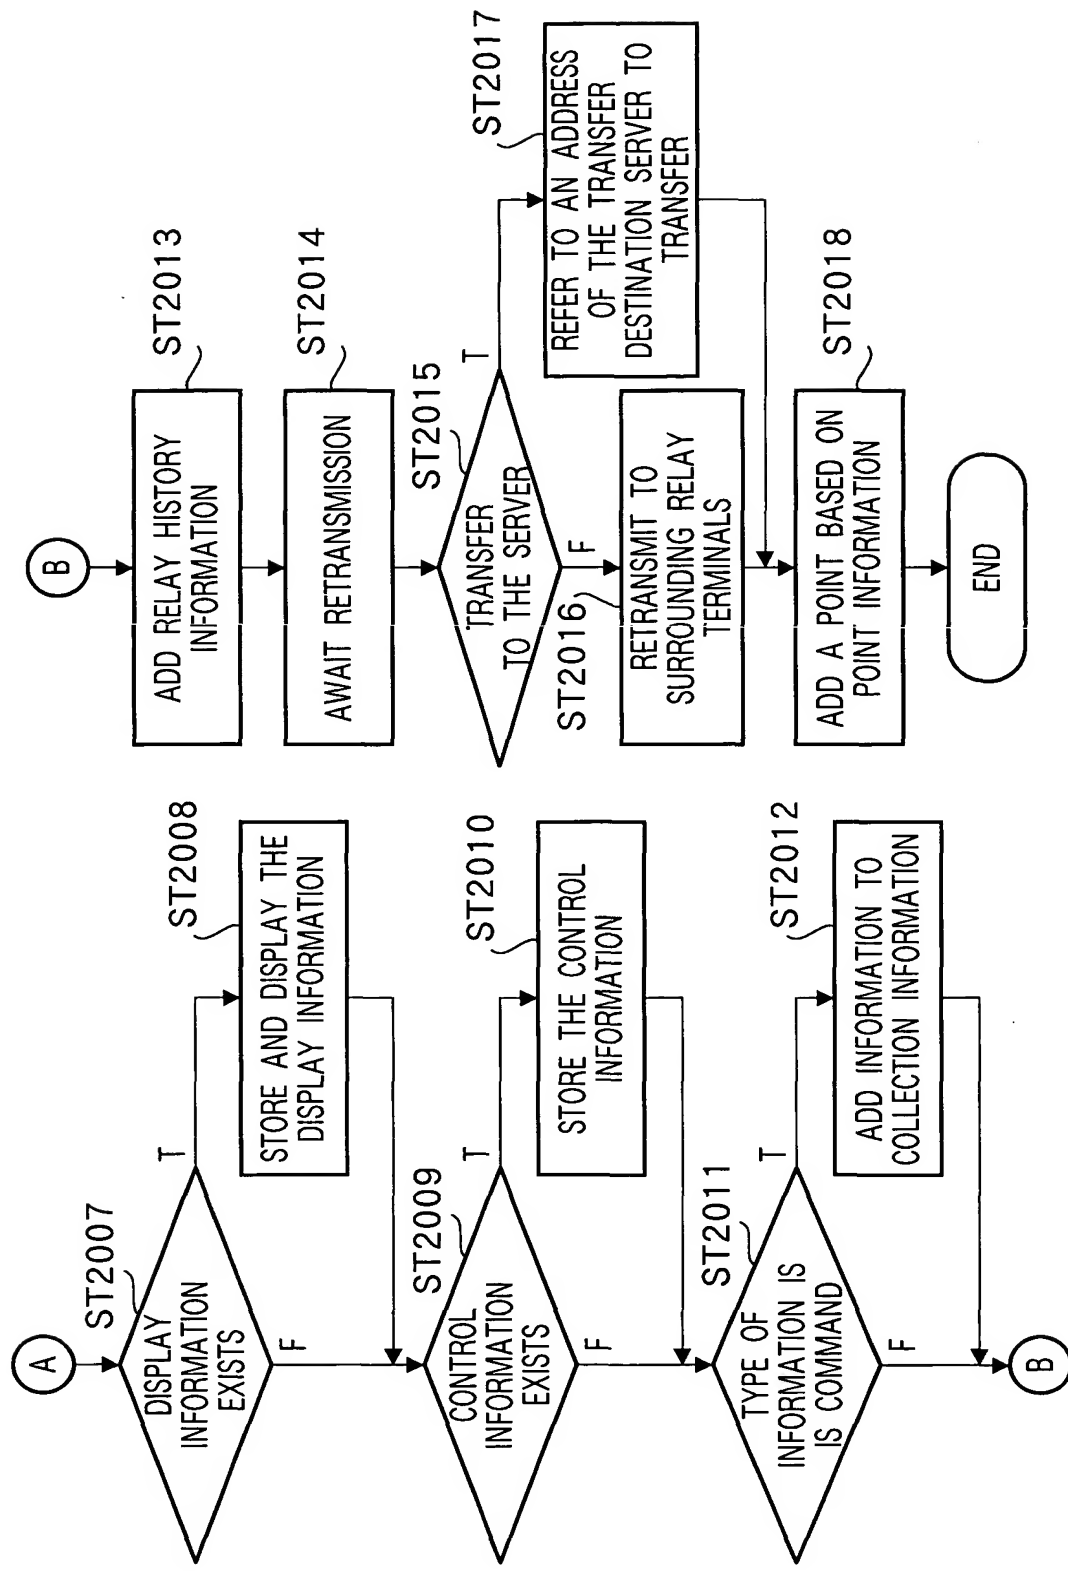 A
ST2007
DISPLAY
INFORMATION
EXISTS
T
F
ST2008
STORE AND DISPLAY THE
DISPLAY INFORMATION
ST2009
CONTROL
INFORMATION
EXISTS
T
F
ST2010
STORE THE CONTROL
INFORMATION
ST2011
TYPE OF
INFORMATION IS
IS COMMAND
T
F
ST2012
ADD INFORMATION TO
COLLECTION INFORMATION
B
B
ST2013
ADD RELAY HISTORY
INFORMATION
ST2014
AWAIT RETRANSMISSION
ST2015
TRANSFER
TO THE SERVER
T
F
ST2016
RETRANSMIT TO
SURROUNDING RELAY
TERMINALS
ST2017
REFER TO AN ADDRESS
OF THE TRANSFER
DESTINATION SERVER TO
TRANSFER
ST2018
ADD A POINT BASED ON
POINT INFORMATION
END